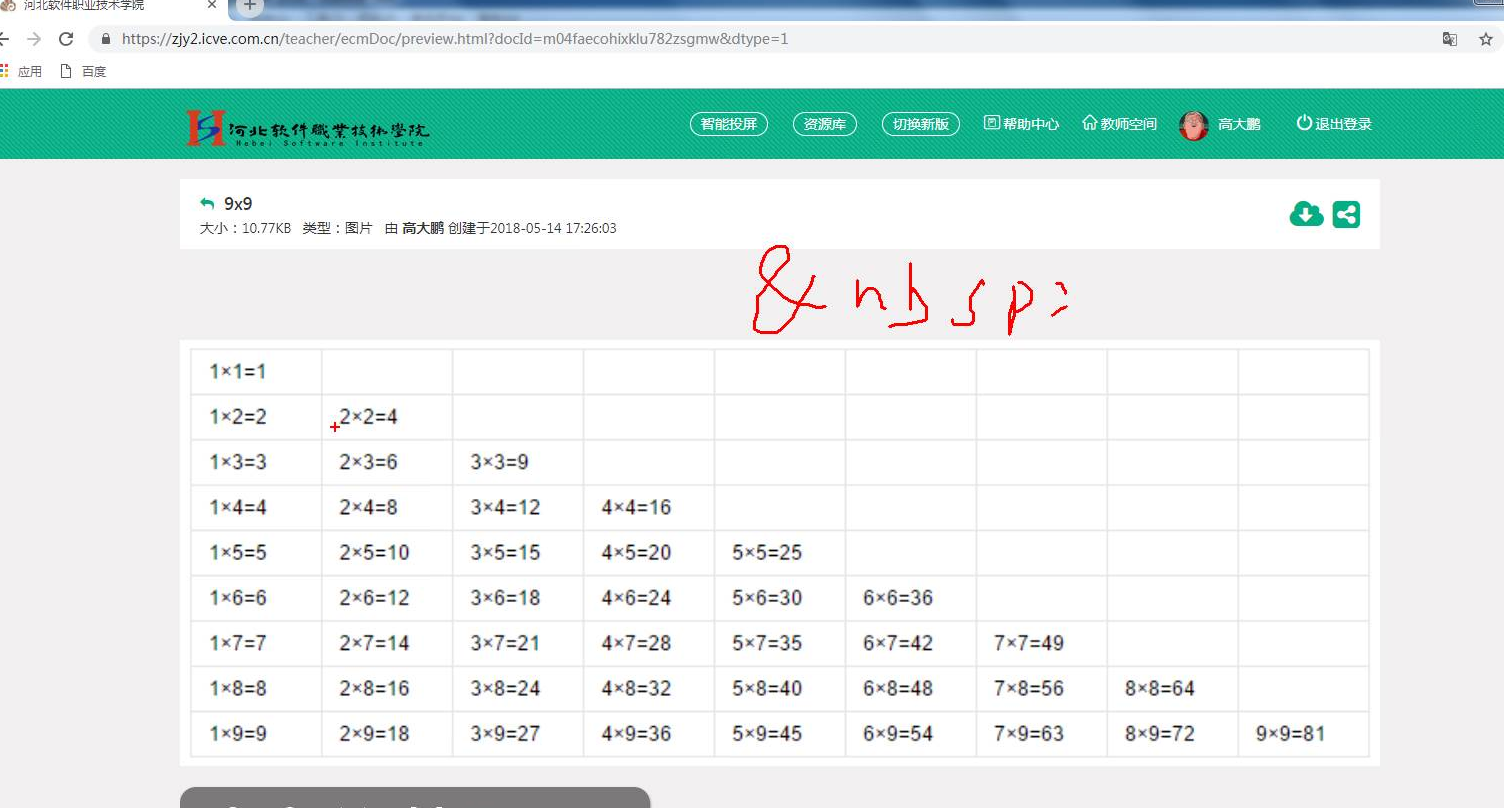 河北软件职业技术学院
https://zjy2.icve.com.cn/teacher/ecmDoc/preview.html?docId=m04faecohixklu782zsgmw&dtype=1
应用 百度
河北软件职业技术学院 智能投屏 资源库 切换新版 帮助中心 教师空间 高大鹏 退出登录
Hebei Software Institute
9x9
大小：10.77KB 类型：图片 由 高大鹏 创建于2018-05-14 17:26:03
&nbsp;
1×1=1
1×2=2 2×2=4
1×3=3 2×3=6 3×3=9
1×4=4 2×4=8 3×4=12 4×4=16
1×5=5 2×5=10 3×5=15 4×5=20 5×5=25
1×6=6 2×6=12 3×6=18 4×6=24 5×6=30 6×6=36
1×7=7 2×7=14 3×7=21 4×7=28 5×7=35 6×7=42 7×7=49
1×8=8 2×8=16 3×8=24 4×8=32 5×8=40 6×8=48 7×8=56 8×8=64
1×9=9 2×9=18 3×9=27 4×9=36 5×9=45 6×9=54 7×9=63 8×9=72 9×9=81